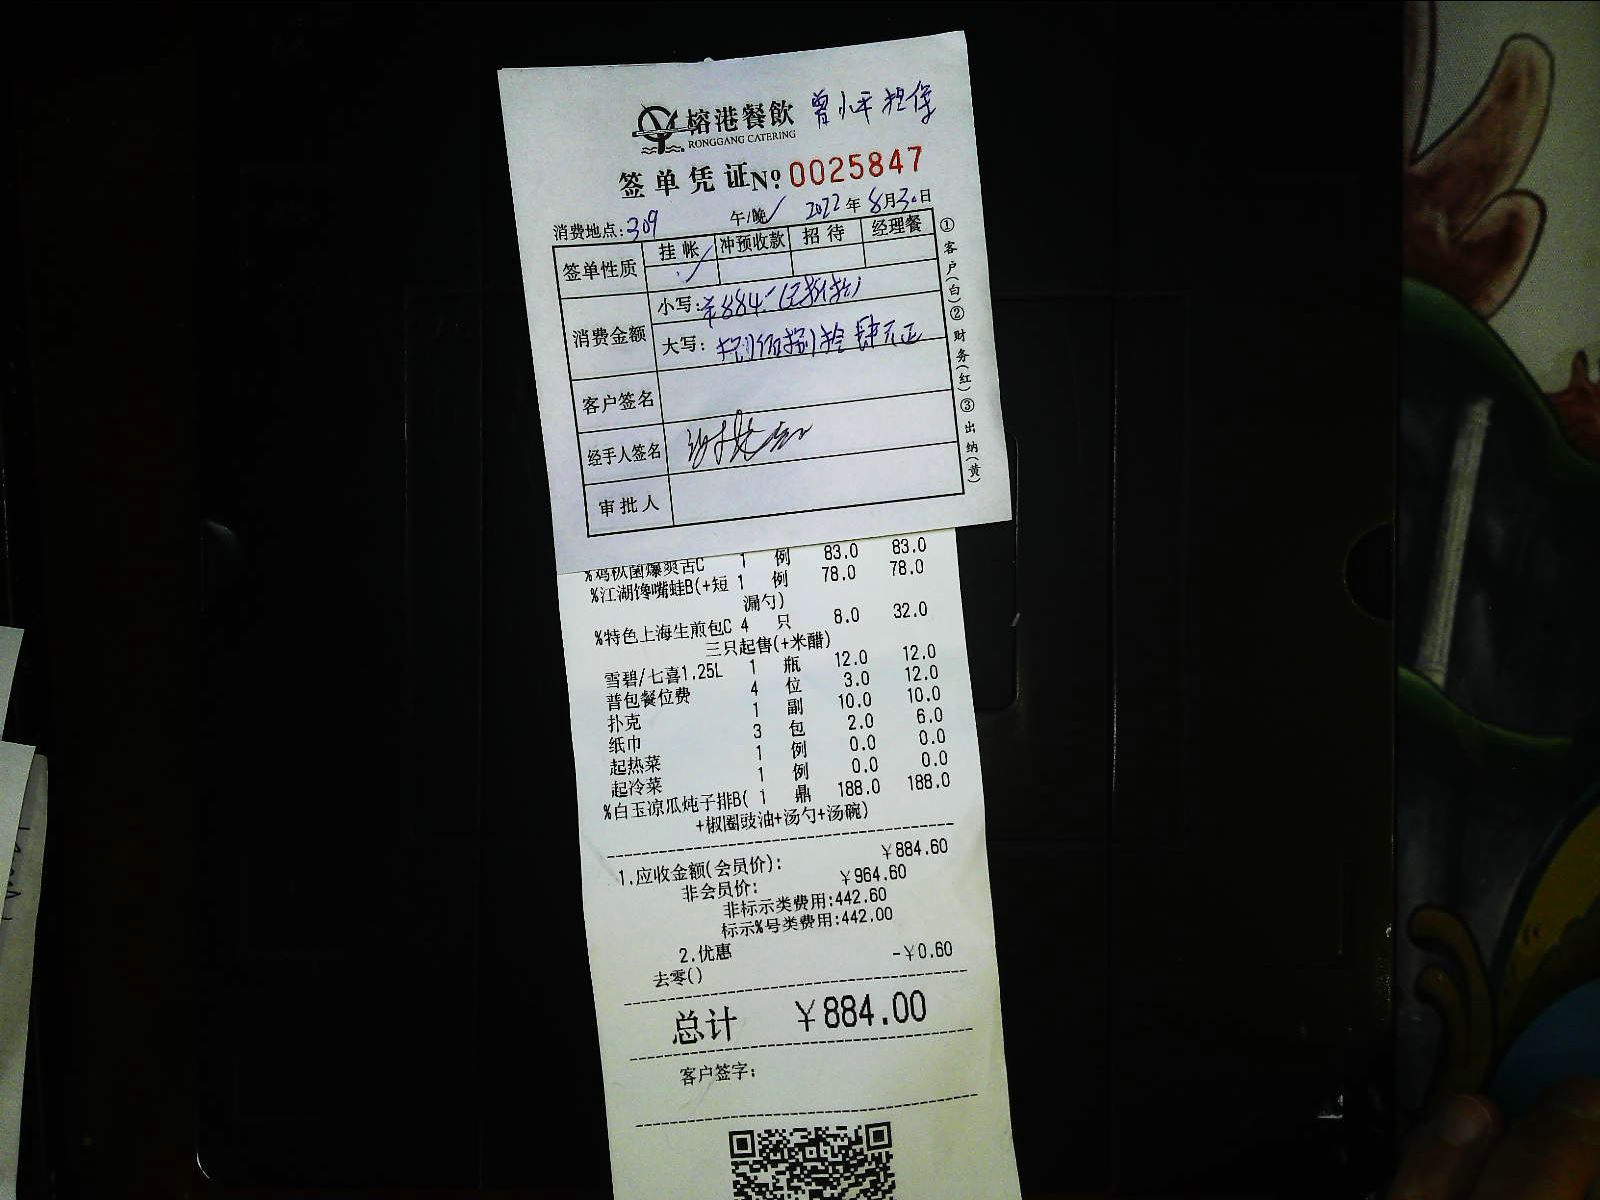 榕港餐飲 曾小平担保
RONGGANG CATERING
签单凭证 Nº 0025847
消费地点: 309 午/晚✓ 2022年8月30日
签单性质 挂帐 冲预收款 招待 经理餐
✓
消费金额 小写: ¥884.
大写: 捌佰捌拾肆元正
客户签名
经手人签名
审批人
①客户(白)②财务(红)③出纳(黄)
%鸡枞菌爆爽舌C 1 例 83.0 83.0
%江湖馋嘴蛙B(+短 1 例 78.0 78.0
漏勺)
%特色上海生煎包C 4 只 8.0 32.0
三只起售(+米醋)
雪碧/七喜1.25L 1 瓶 12.0 12.0
普包餐位费 4 位 3.0 12.0
扑克 1 副 10.0 10.0
纸巾 3 包 2.0 6.0
起热菜 1 例 0.0 0.0
起冷菜 1 例 0.0 0.0
%白玉凉瓜炖子排B( 1 鼎 188.0 188.0
+椒圈豉油+汤勺+汤碗)
1.应收金额(会员价): ¥884.60
非会员价: ¥964.60
非标示类费用:442.60
标示%号类费用:442.00
2.优惠 -¥0.60
去零()
总计 ¥884.00
客户签字: